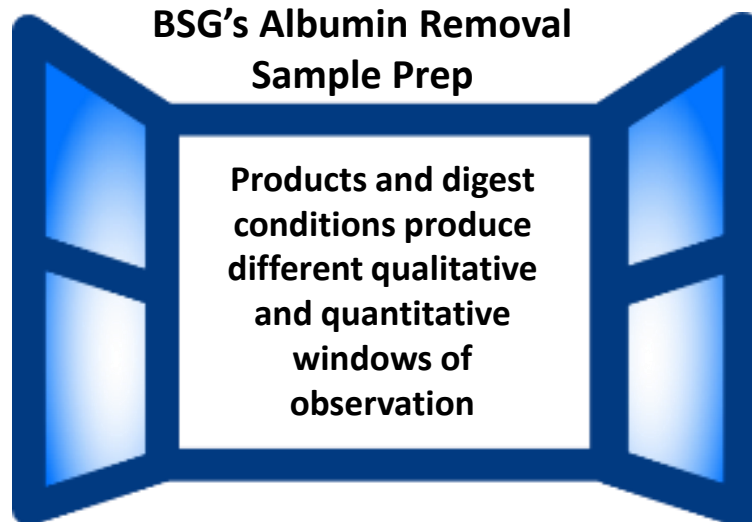 BSG’s Albumin Removal
Sample Prep
Products and digest
conditions produce
different qualitative
and quantitative
windows of
observation